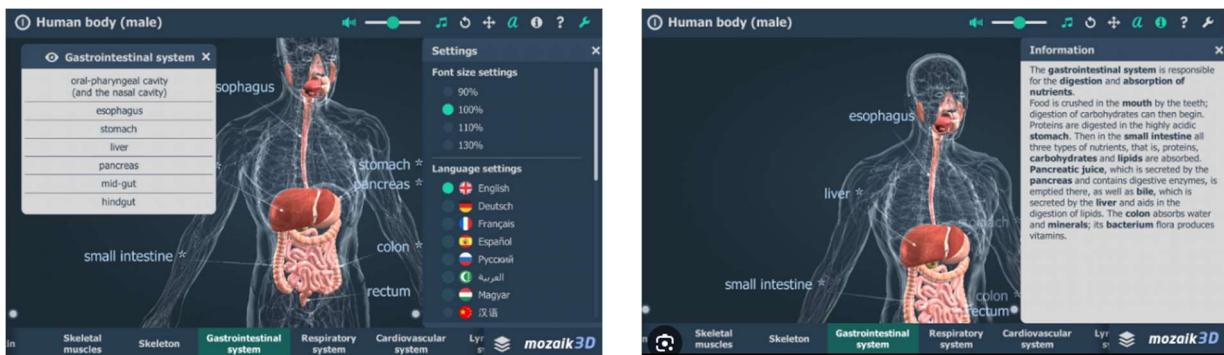 Human body (male)
Gastrointestinal system
oral-pharyngeal cavity
(and the nasal cavity)
esophagus
stomach
liver
pancreas
mid-gut
hindgut
sophagus
stomach
pancreas
small intestine
colon
rectum
Settings
Font size settings
90%
100%
110%
130%
Language settings
English
Deutsch
Français
Español
Русский
العربية
Magyar
汉语
Skeletal
muscles
Skeleton
Gastrointestinal
system
Respiratory
system
Cardiovascular
system
mozaik3D
Human body (male)
esophagus
liver
stomach
small intestine
colon
rectum
Information
The gastrointestinal system is responsible
for the digestion and absorption of
nutrients.
Food is crushed in the mouth by the teeth;
digestion of carbohydrates can then begin.
Proteins are digested in the highly acidic
stomach. Then in the small intestine all
three types of nutrients, that is, proteins,
carbohydrates and lipids are absorbed.
Pancreatic juice, which is secreted by the
pancreas and contains digestive enzymes, is
emptied there, as well as bile, which is
secreted by the liver and aids in the
digestion of lipids. The colon absorbs water
and minerals; its bacterium flora produces
vitamins.
Skeletal
muscles
Skeleton
Gastrointestinal
system
Respiratory
system
Cardiovascular
system
mozaik3D